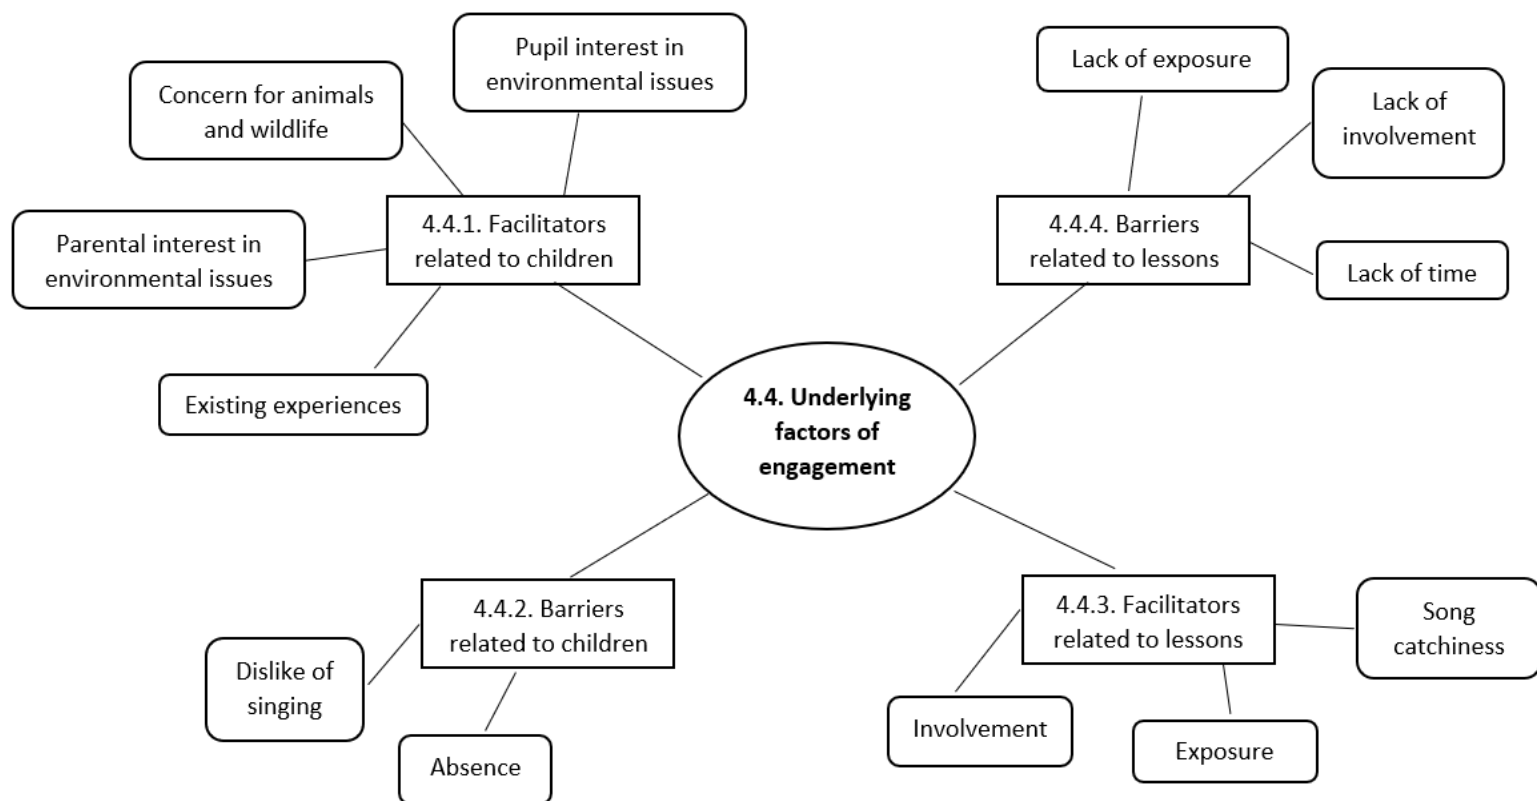 Pupil interest in
environmental issues
Concern for animals
and wildlife
4.4.1. Facilitators
related to children
Parental interest in
environmental issues
Existing experiences
Lack of exposure
Lack of
involvement
4.4.4. Barriers
related to lessons
Lack of time
4.4. Underlying
factors of
engagement
4.4.2. Barriers
related to children
Dislike of
singing
Absence
4.4.3. Facilitators
related to lessons
Song
catchiness
Involvement
Exposure